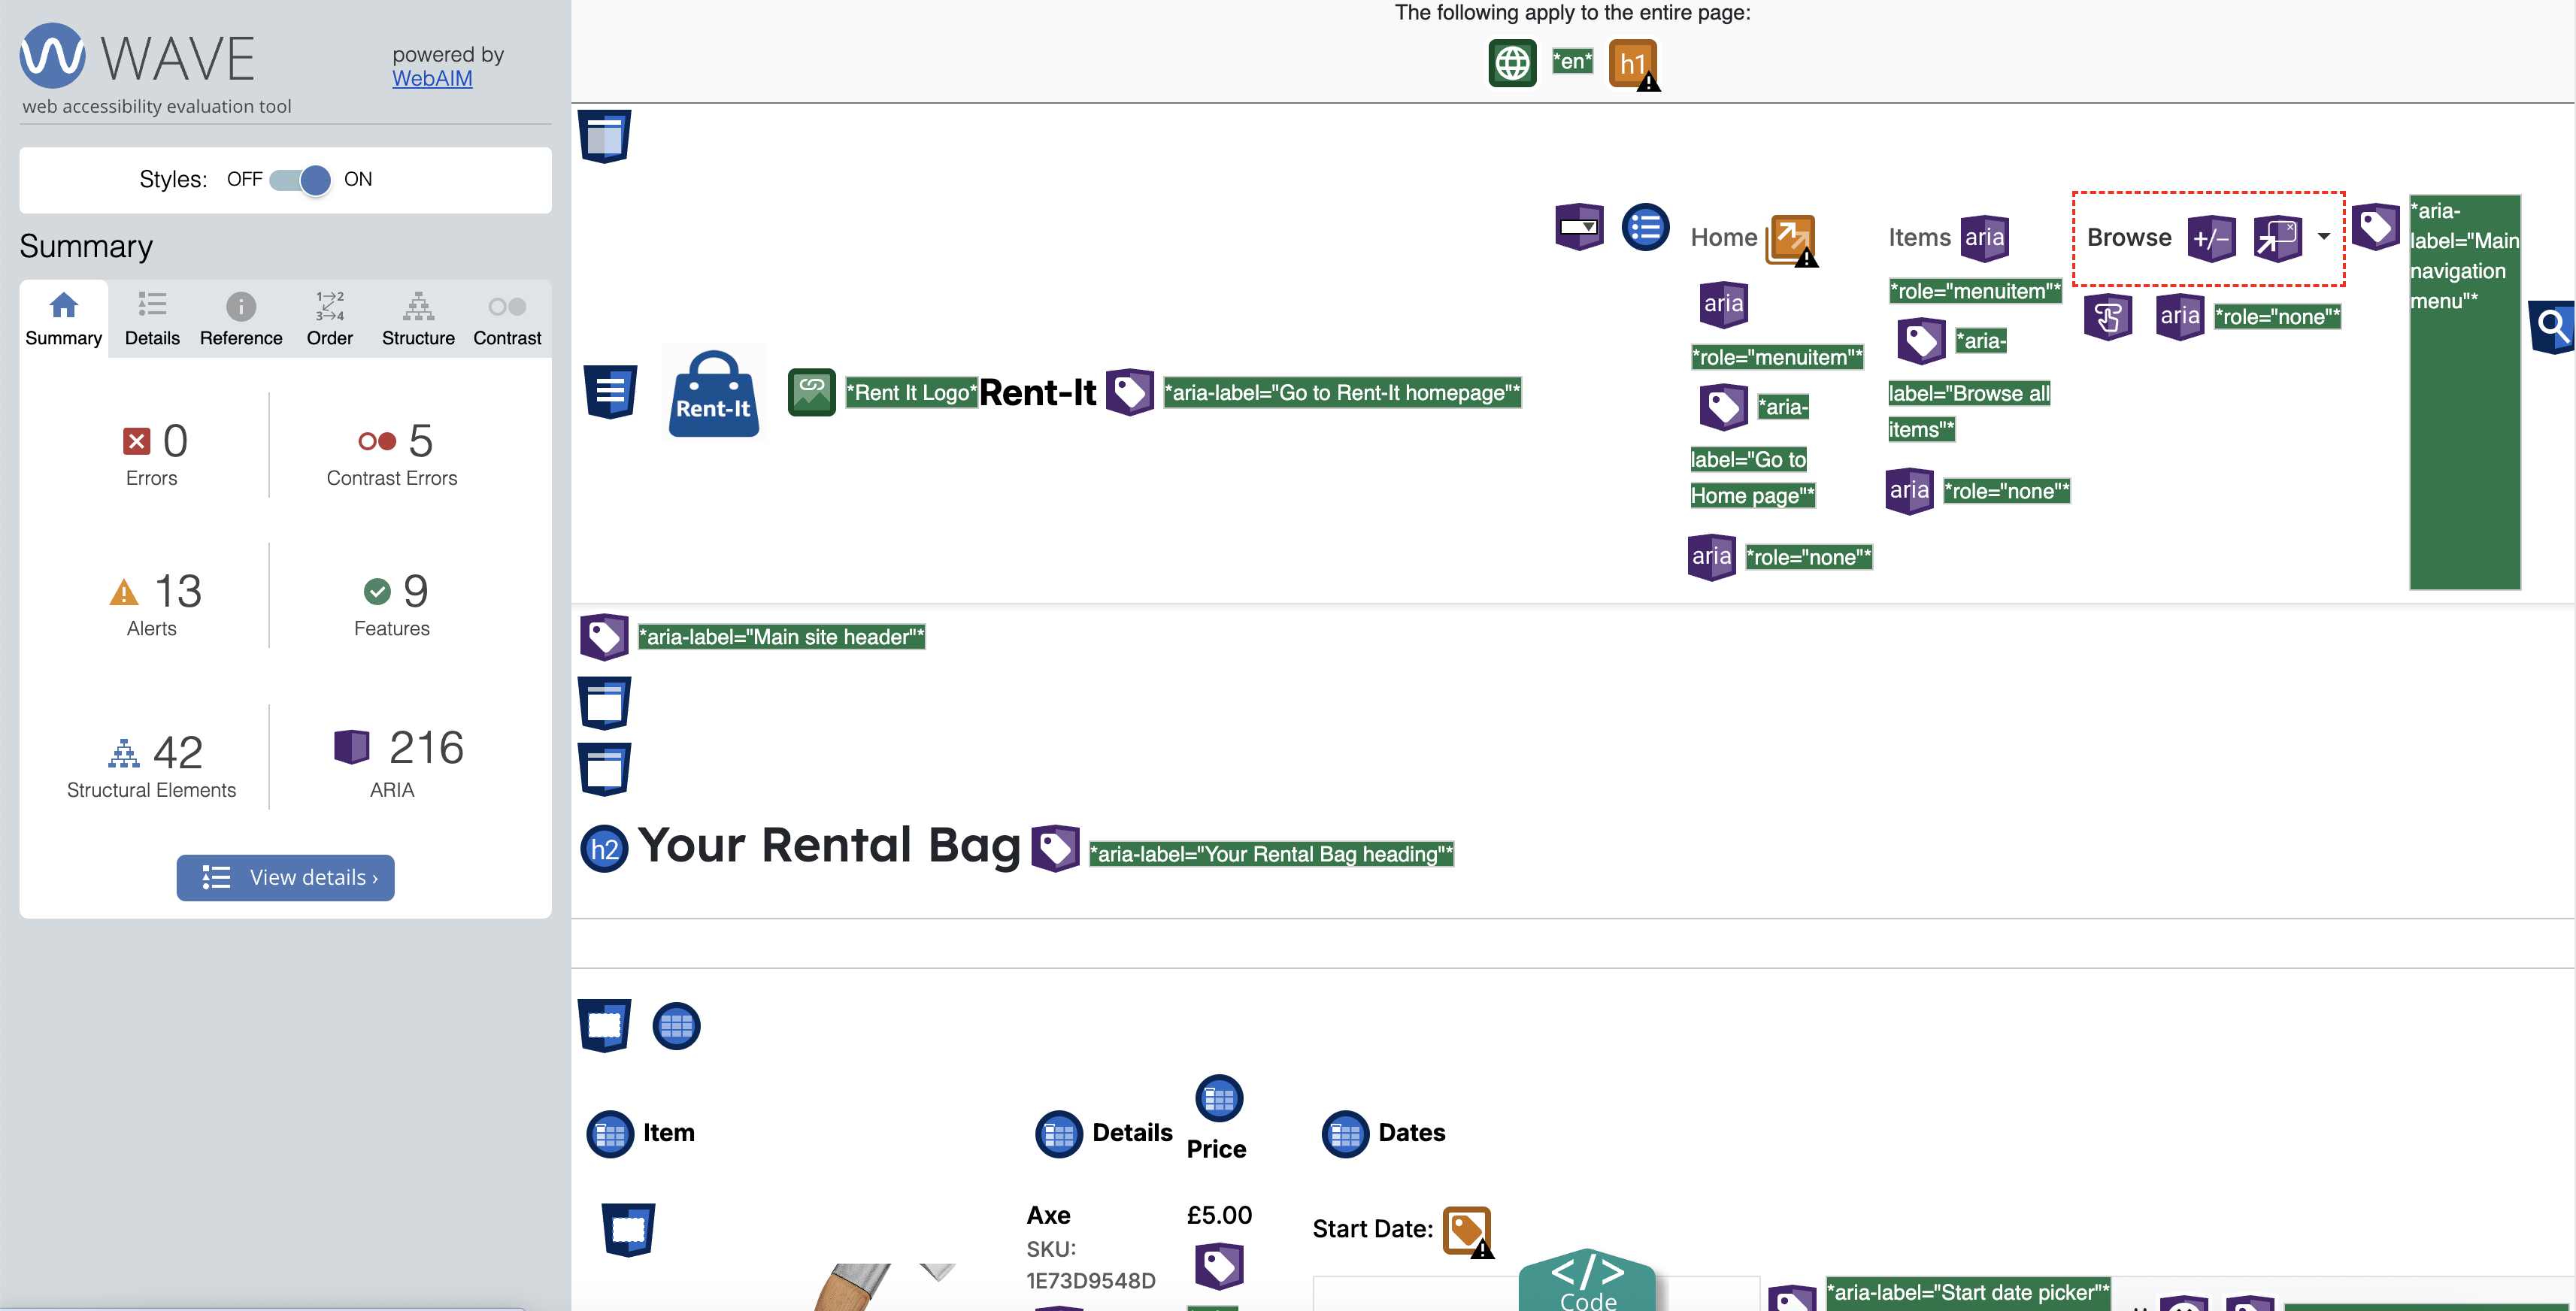 WAVE
powered by
WebAIM
web accessibility evaluation tool
Styles: OFF ON
Summary
Summary
Details
Reference
1→2
3→4
Order
Structure
Contrast
0
Errors
5
Contrast Errors
13
Alerts
9
Features
42
Structural Elements
216
ARIA
View details ›
The following apply to the entire page:
*en*
h1
Home
aria
*role="menuitem"*
*aria-
label="Go to
Home page"*
aria *role="none"*
Items aria
*role="menuitem"*
*aria-
label="Browse all
items"*
aria *role="none"*
Browse +/−
aria *role="none"*
*aria-
label="Main
navigation
menu"*
Rent-It
*Rent It Logo* Rent-It *aria-label="Go to Rent-It homepage"*
*aria-label="Main site header"*
h2 Your Rental Bag *aria-label="Your Rental Bag heading"*
Item
Details
Price
Dates
Axe
SKU:
1E73D9548D
£5.00
Start Date:
</>
Code
*aria-label="Start date picker"*